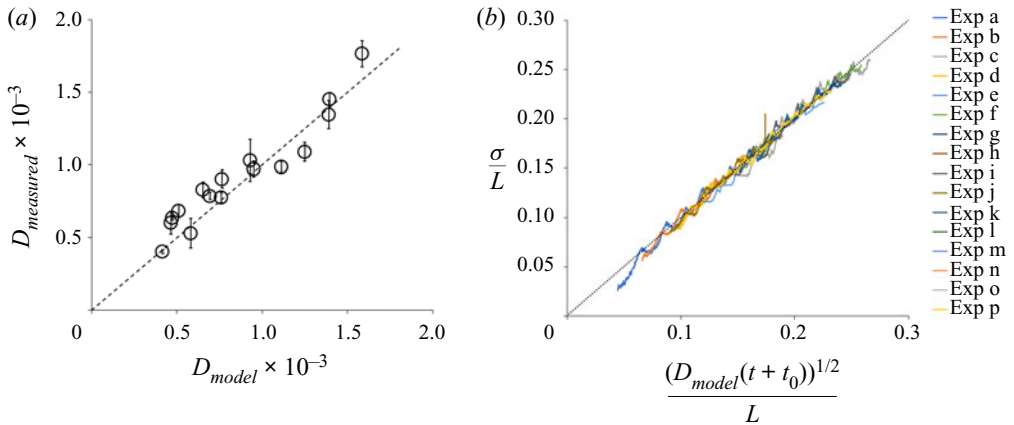 (a)
2.0
1.5
1.0
0.5
0
0.5
1.0
1.5
2.0
D_measured × 10⁻³
D_model × 10⁻³
(b)
0.30
0.25
0.20
0.15
0.10
0.05
0
0.1
0.2
0.3
σ
L
(D_model(t + t₀))^1/2
L
Exp a
Exp b
Exp c
Exp d
Exp e
Exp f
Exp g
Exp h
Exp i
Exp j
Exp k
Exp l
Exp m
Exp n
Exp o
Exp p